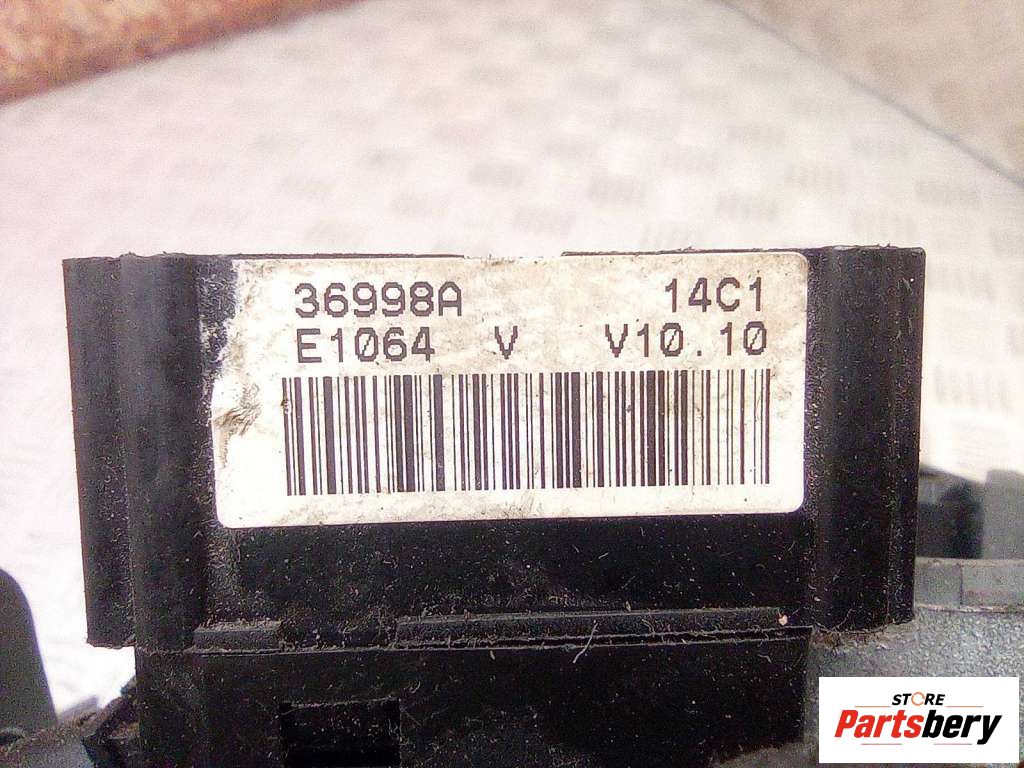 36998A 14C1
E1064 V V10.10
STORE
Partsbery